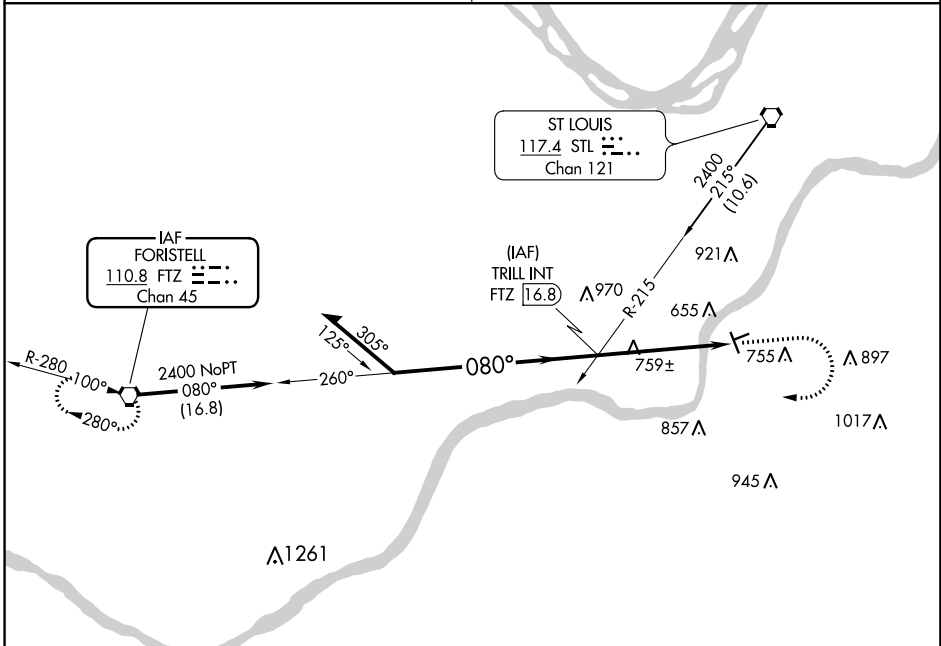 ST LOUIS
117.4 STL
Chan 121
2400
215°
(10.6)
IAF
FORISTELL
110.8 FTZ
Chan 45
(IAF)
TRILL INT
FTZ 16.8
970
921
R-215
655
305°
125°
080°
759±
755
897
R-280
100°
2400 NoPT
080°
(16.8)
260°
280°
857
1017
945
1261